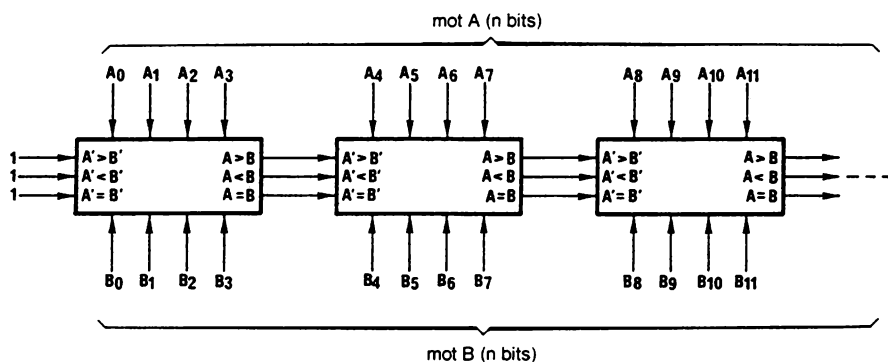 mot A (n bits)
A0 A1 A2 A3 A4 A5 A6 A7 A8 A9 A10 A11
1 A'>B' A>B A'>B' A>B A'>B' A>B
1 A'<B' A<B A'<B' A<B A'<B' A<B
1 A'=B' A=B A'=B' A=B A'=B' A=B
B0 B1 B2 B3 B4 B5 B6 B7 B8 B9 B10 B11
mot B (n bits)